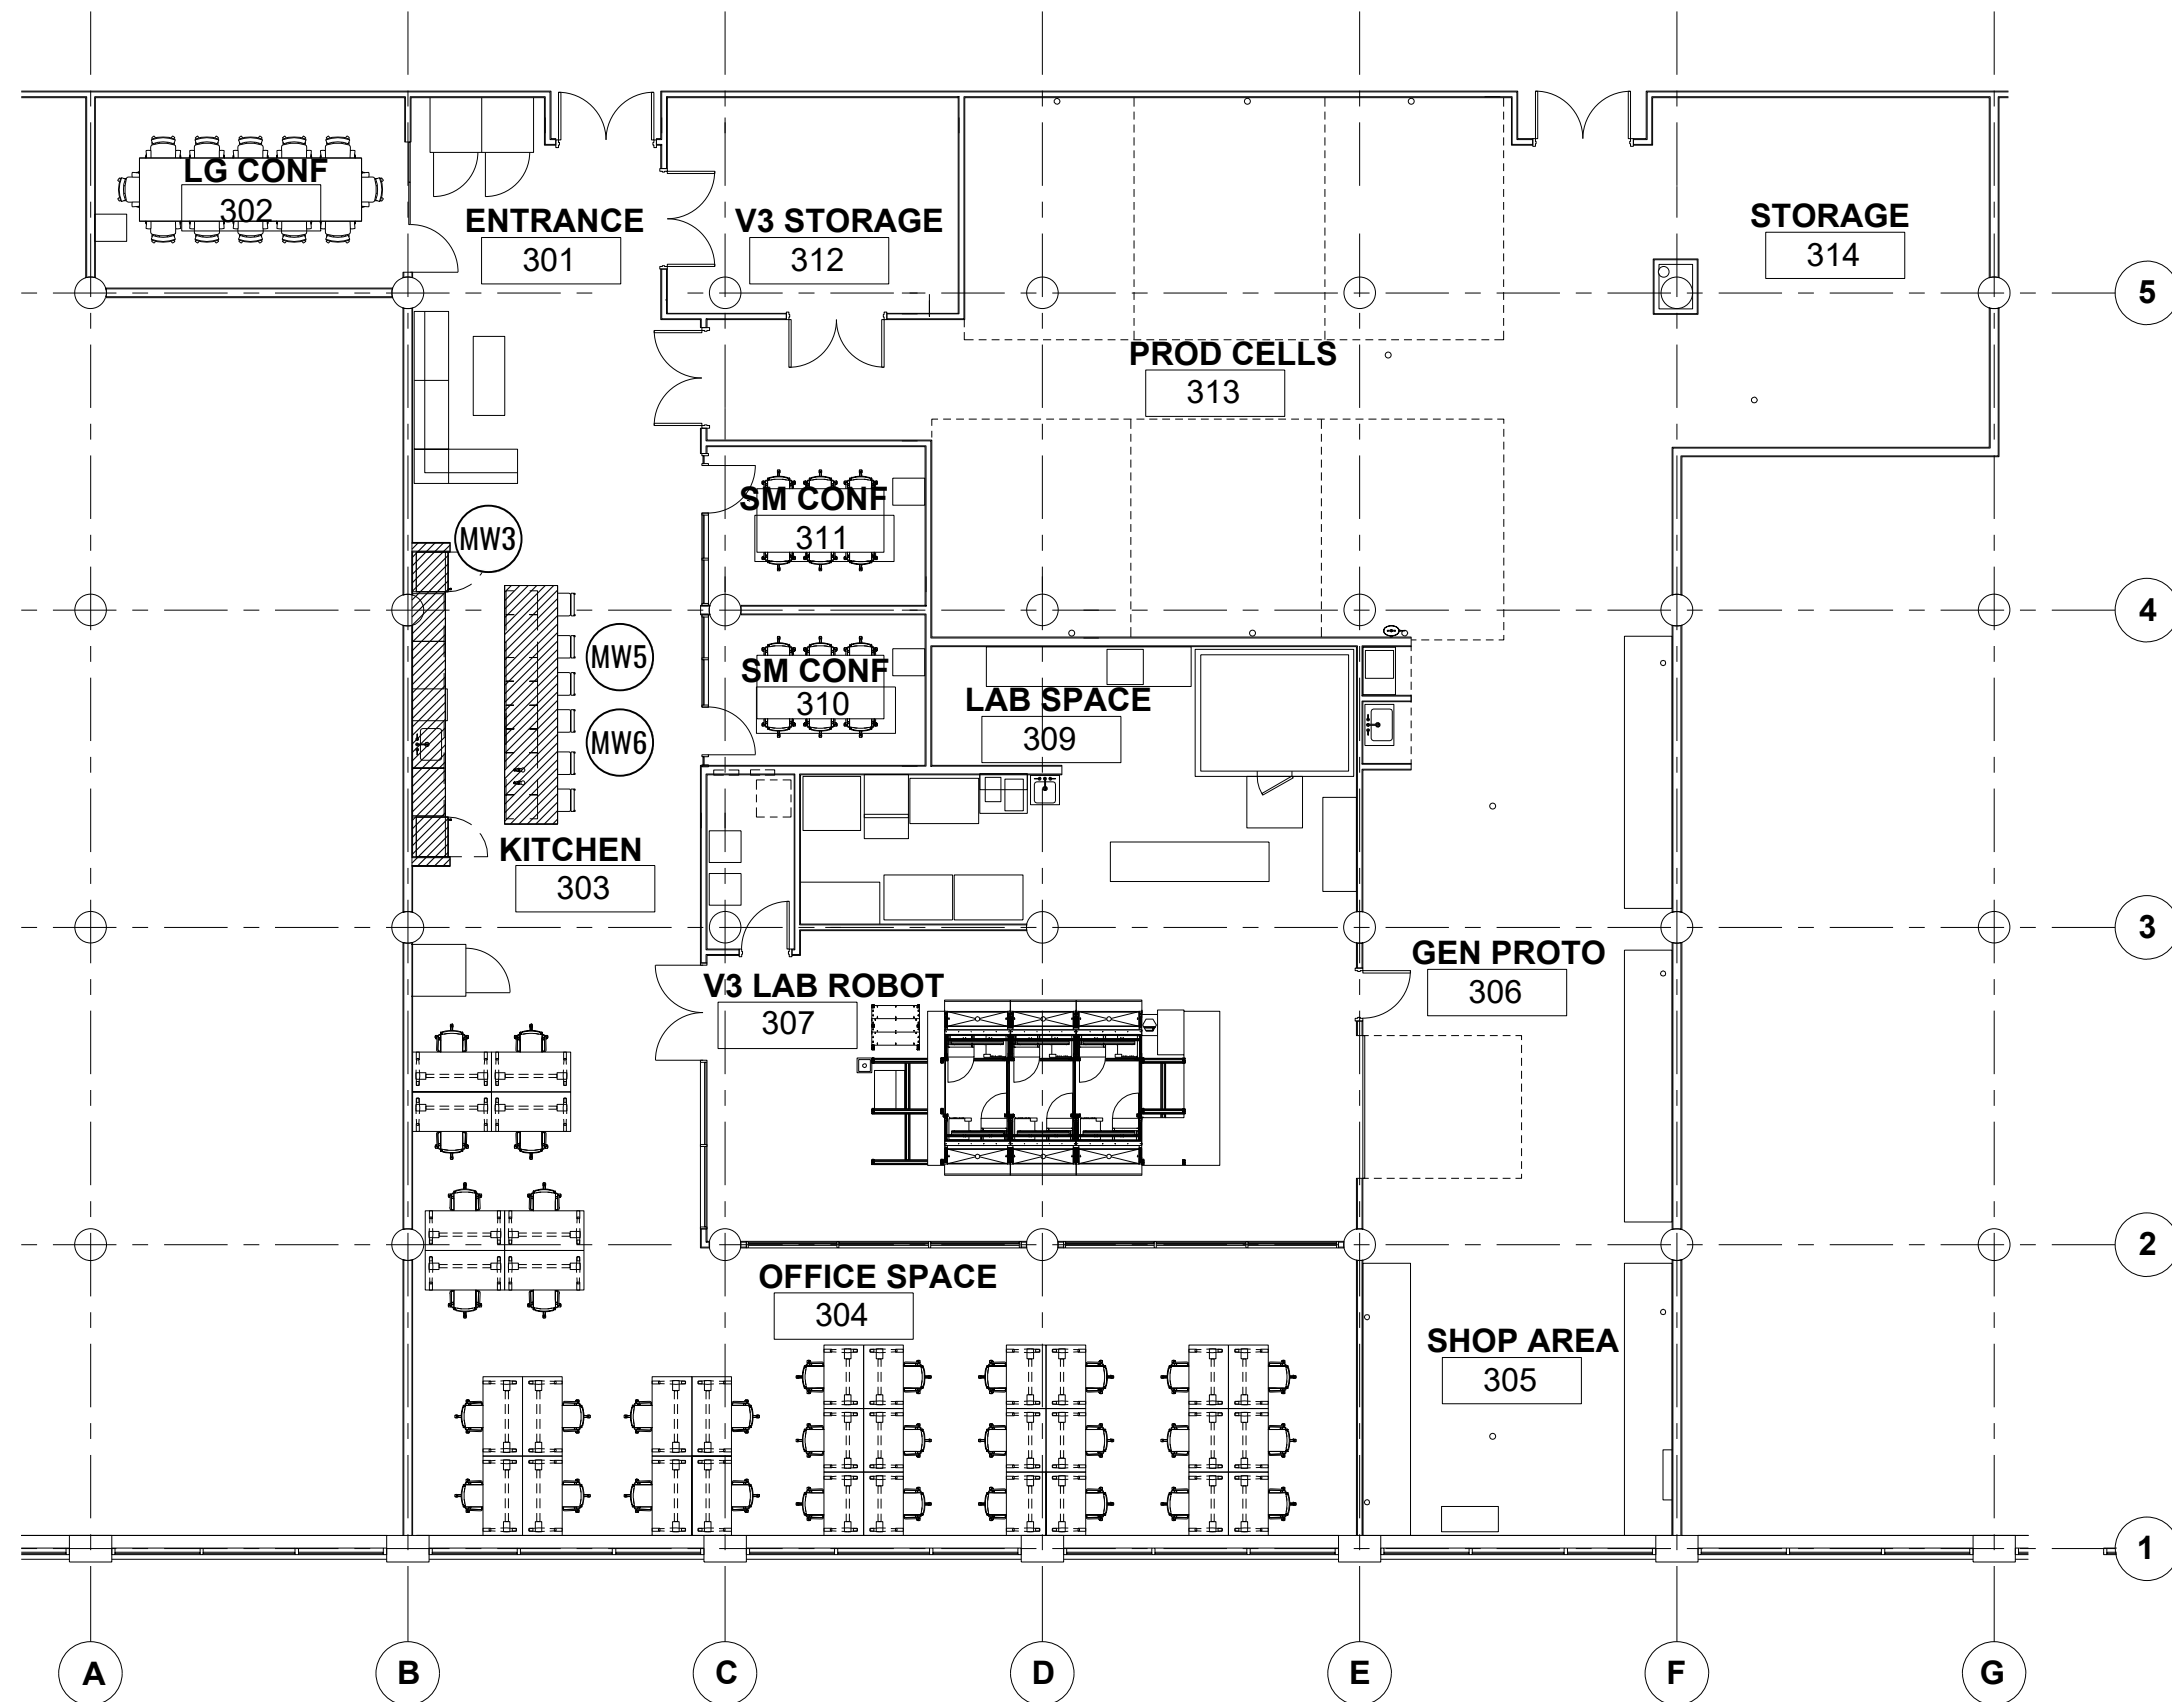 LG CONF
302
ENTRANCE
301
V3 STORAGE
312
STORAGE
314
5
PROD CELLS
313
SM CONF
311
MW3
4
MW5
SM CONF
310
LAB SPACE
309
MW6
KITCHEN
303
3
GEN PROTO
306
V3 LAB ROBOT
307
2
OFFICE SPACE
304
SHOP AREA
305
1
A
B
C
D
E
F
G